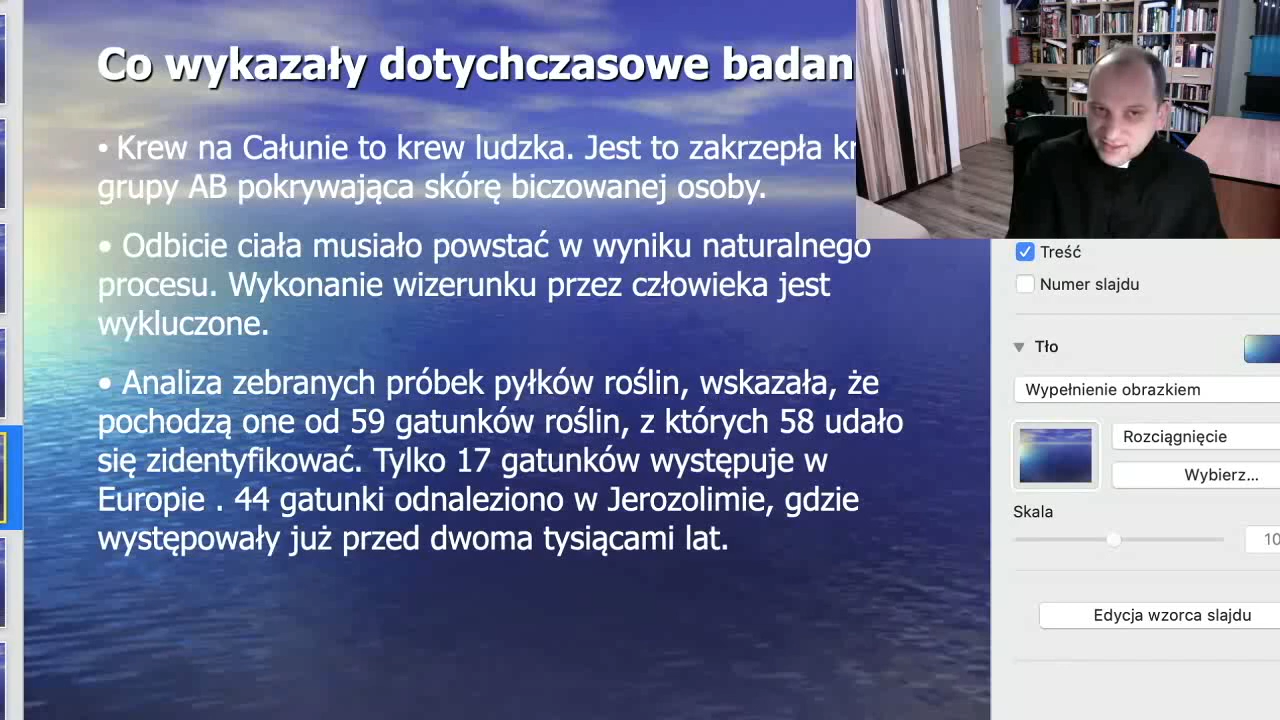 Co wykazały dotychczasowe badan
• Krew na Całunie to krew ludzka. Jest to zakrzepła
grupy AB pokrywająca skórę biczowanej osoby.
• Odbicie ciała musiało powstać w wyniku naturalnego
procesu. Wykonanie wizerunku przez człowieka jest
wykluczone.
• Analiza zebranych próbek pyłków roślin, wskazała, że
pochodzą one od 59 gatunków roślin, z których 58 udało
się zidentyfikować. Tylko 17 gatunków występuje w
Europie . 44 gatunki odnaleziono w Jerozolimie, gdzie
występowały już przed dwoma tysiącami lat.
Treść
Numer slajdu
Tło
Wypełnienie obrazkiem
Rozciągnięcie
Wybierz...
Skala
10
Edycja wzorca slajdu